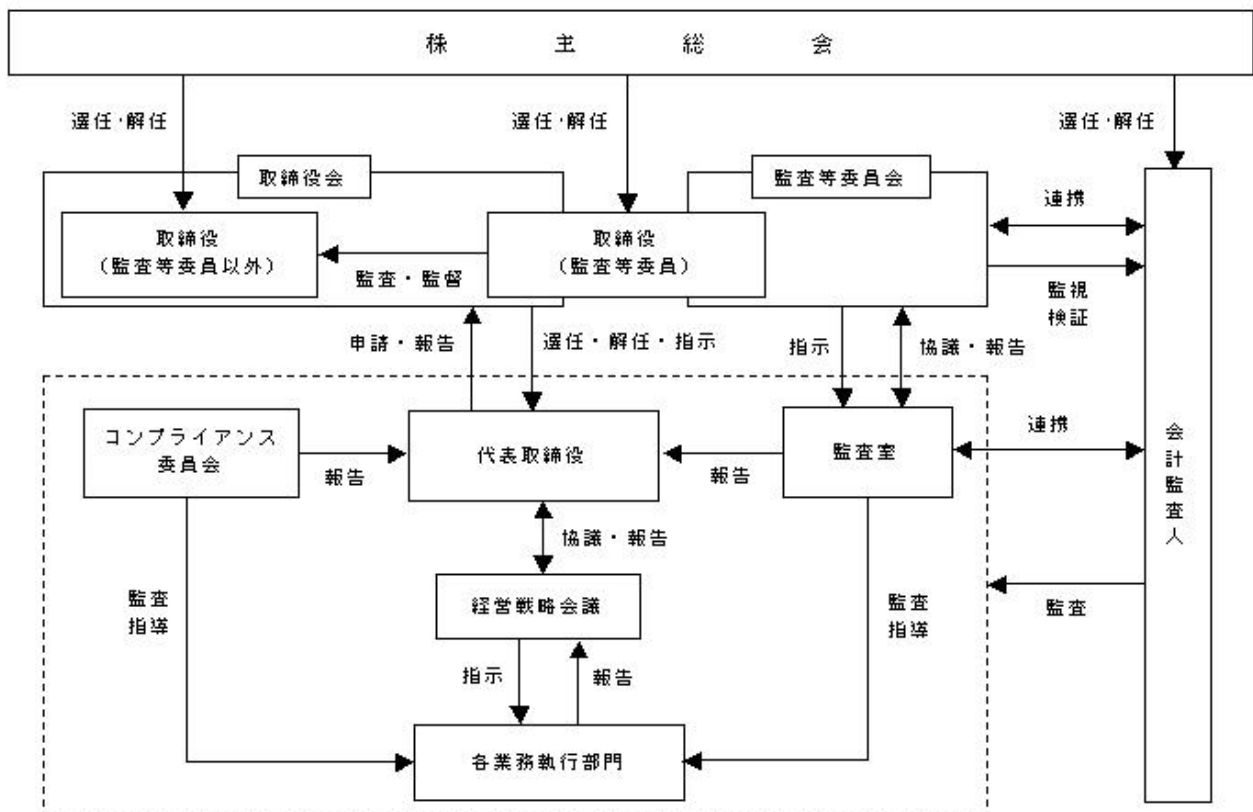 株主総会
選任・解任
選任・解任
選任・解任
取締役会
監査等委員会
取締役
(監査等委員以外)
取締役
(監査等委員)
監査・監督
連携
監視
検証
申請・報告
選任・解任・指示
指示
協議・報告
コンプライアンス
委員会
報告
代表取締役
報告
監査室
連携
会計監査人
協議・報告
経営戦略会議
監査
指導
監査
指導
監査
指示
報告
各業務執行部門